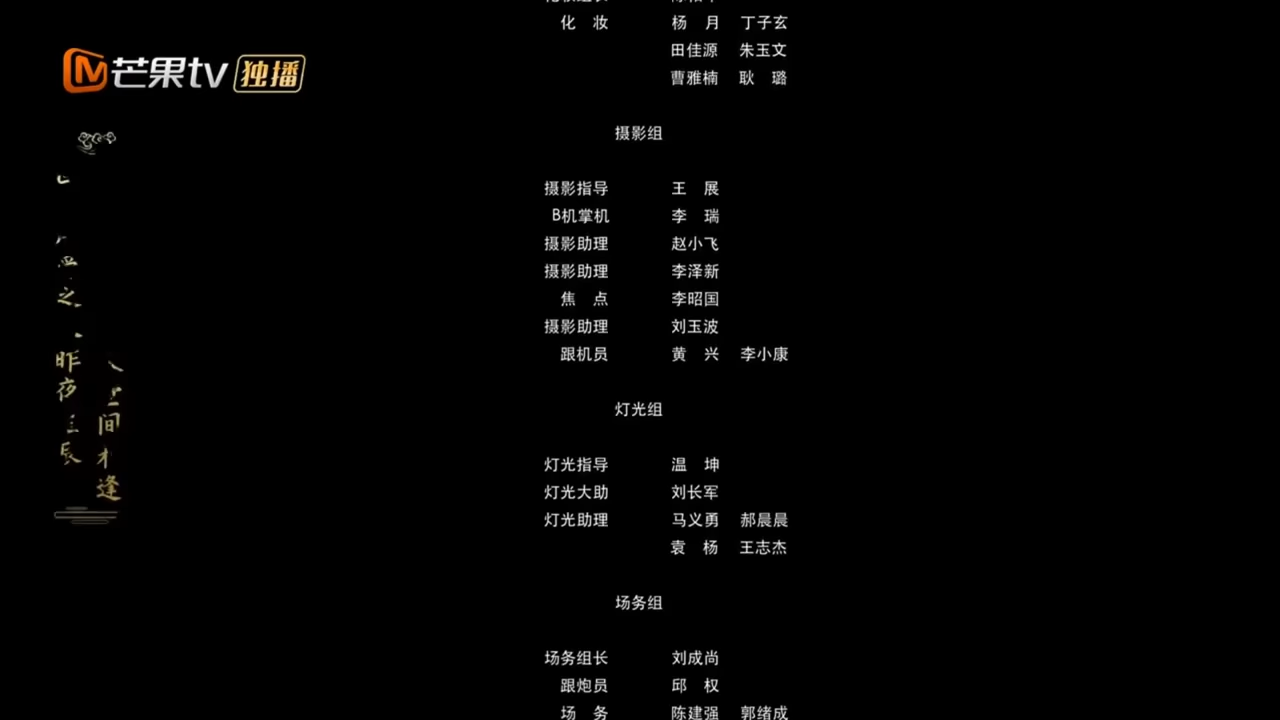 芒果tv 独播
化 妆 杨 月 丁子玄
田佳源 朱玉文
曹雅楠 耿 璐
摄影组
摄影指导 王 展
B机掌机 李 瑞
摄影助理 赵小飞
摄影助理 李泽新
焦 点 李昭国
摄影助理 刘玉波
跟机员 黄 兴 李小康
灯光组
灯光指导 温 坤
灯光大助 刘长军
灯光助理 马义勇 郝晨晨
袁 杨 王志杰
场务组
场务组长 刘成尚
跟炮员 邱 权
场 务 陈建强 郭绪成
之
昨夜
辰
间
逢